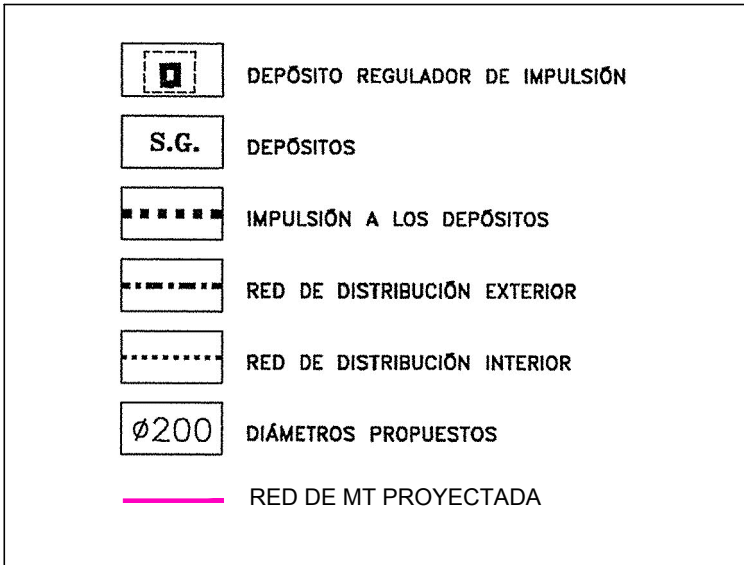 DEPÓSITO REGULADOR DE IMPULSIÓN
S.G. DEPÓSITOS
IMPULSIÓN A LOS DEPÓSITOS
RED DE DISTRIBUCIÓN EXTERIOR
RED DE DISTRIBUCIÓN INTERIOR
ø200 DIÁMETROS PROPUESTOS
RED DE MT PROYECTADA